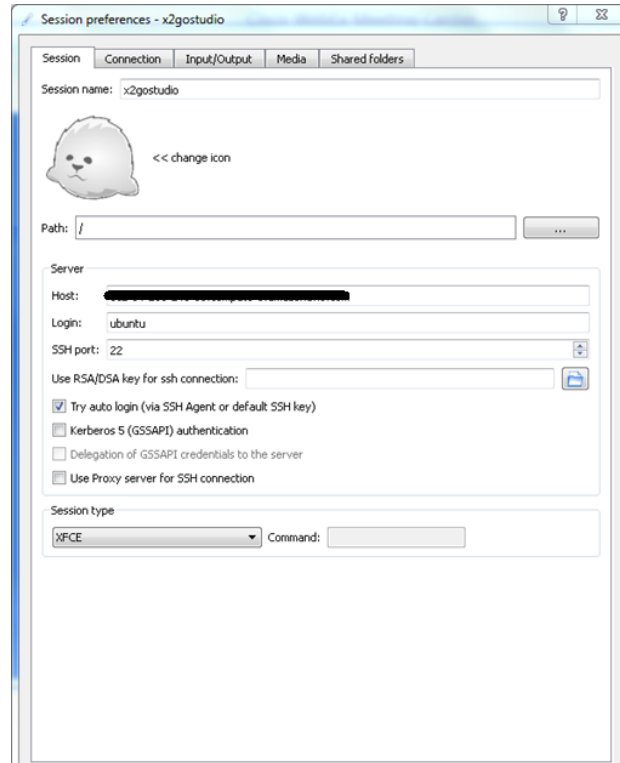 Session preferences - x2gostudio
Session Connection Input/Output Media Shared folders
Session name: x2gostudio
<< change icon
Path: / ...
Server
Host:
Login: ubuntu
SSH port: 22
Use RSA/DSA key for ssh connection:
Try auto login (via SSH Agent or default SSH key)
Kerberos 5 (GSSAPI) authentication
Delegation of GSSAPI credentials to the server
Use Proxy server for SSH connection
Session type
XFCE Command: